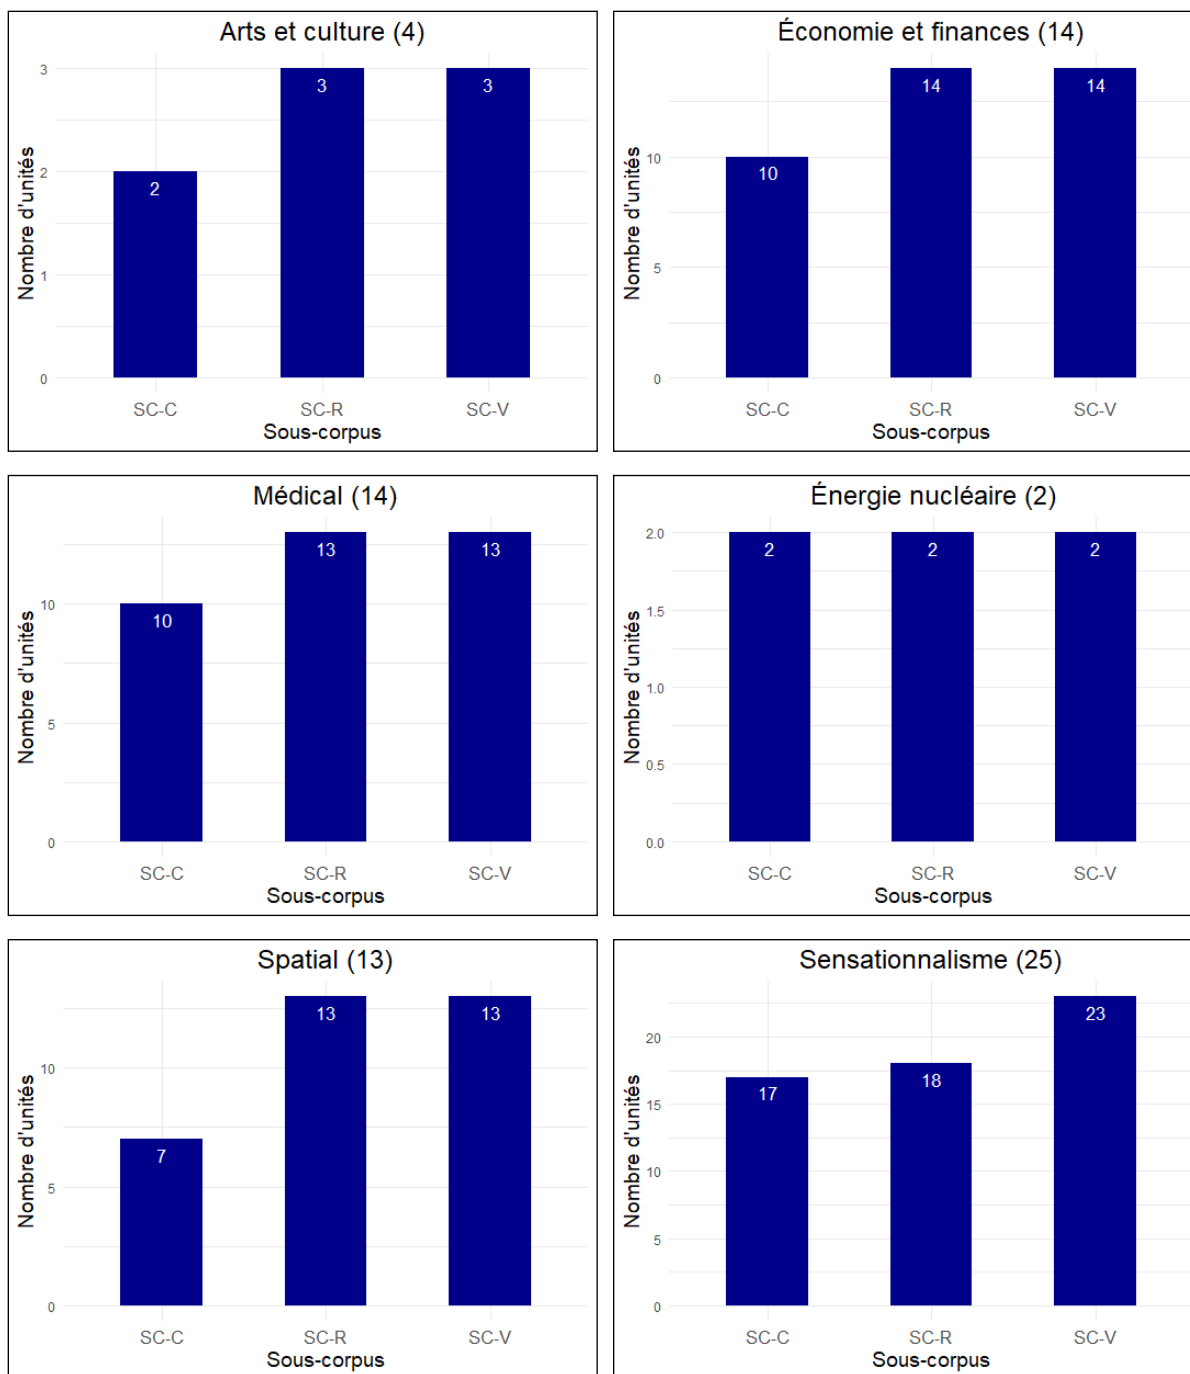 Arts et culture (4)
Nombre d'unités
3
2
1
0
2
3
3
SC-C SC-R SC-V
Sous-corpus
Économie et finances (14)
Nombre d'unités
10
5
0
10
14
14
SC-C SC-R SC-V
Sous-corpus
Médical (14)
Nombre d'unités
10
5
0
10
13
13
SC-C SC-R SC-V
Sous-corpus
Énergie nucléaire (2)
Nombre d'unités
2.0
1.5
1.0
0.5
0.0
2
2
2
SC-C SC-R SC-V
Sous-corpus
Spatial (13)
Nombre d'unités
10
5
0
7
13
13
SC-C SC-R SC-V
Sous-corpus
Sensationnalisme (25)
Nombre d'unités
20
15
10
5
0
17
18
23
SC-C SC-R SC-V
Sous-corpus